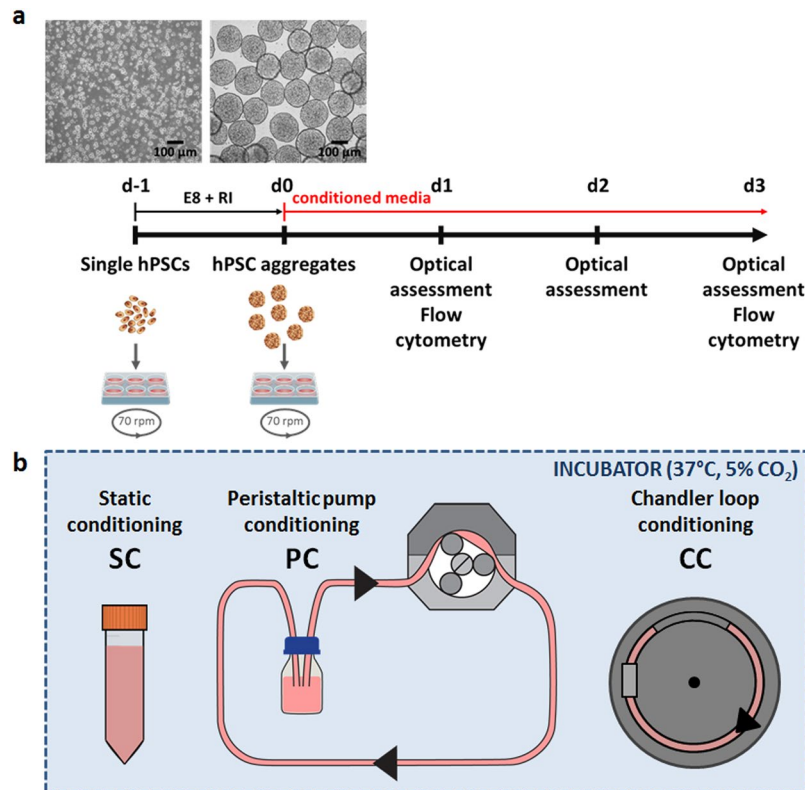 a
100 µm
100 µm
d-1
d0
d1
d2
d3
E8 + RI
conditioned media
Single hPSCs
hPSC aggregates
Optical
assessment
Flow
cytometry
Optical
assessment
Optical
assessment
Flow
cytometry
70 rpm
70 rpm
b
INCUBATOR (37°C, 5% CO₂)
Static
conditioning
SC
Peristaltic pump
conditioning
PC
Chandler loop
conditioning
CC